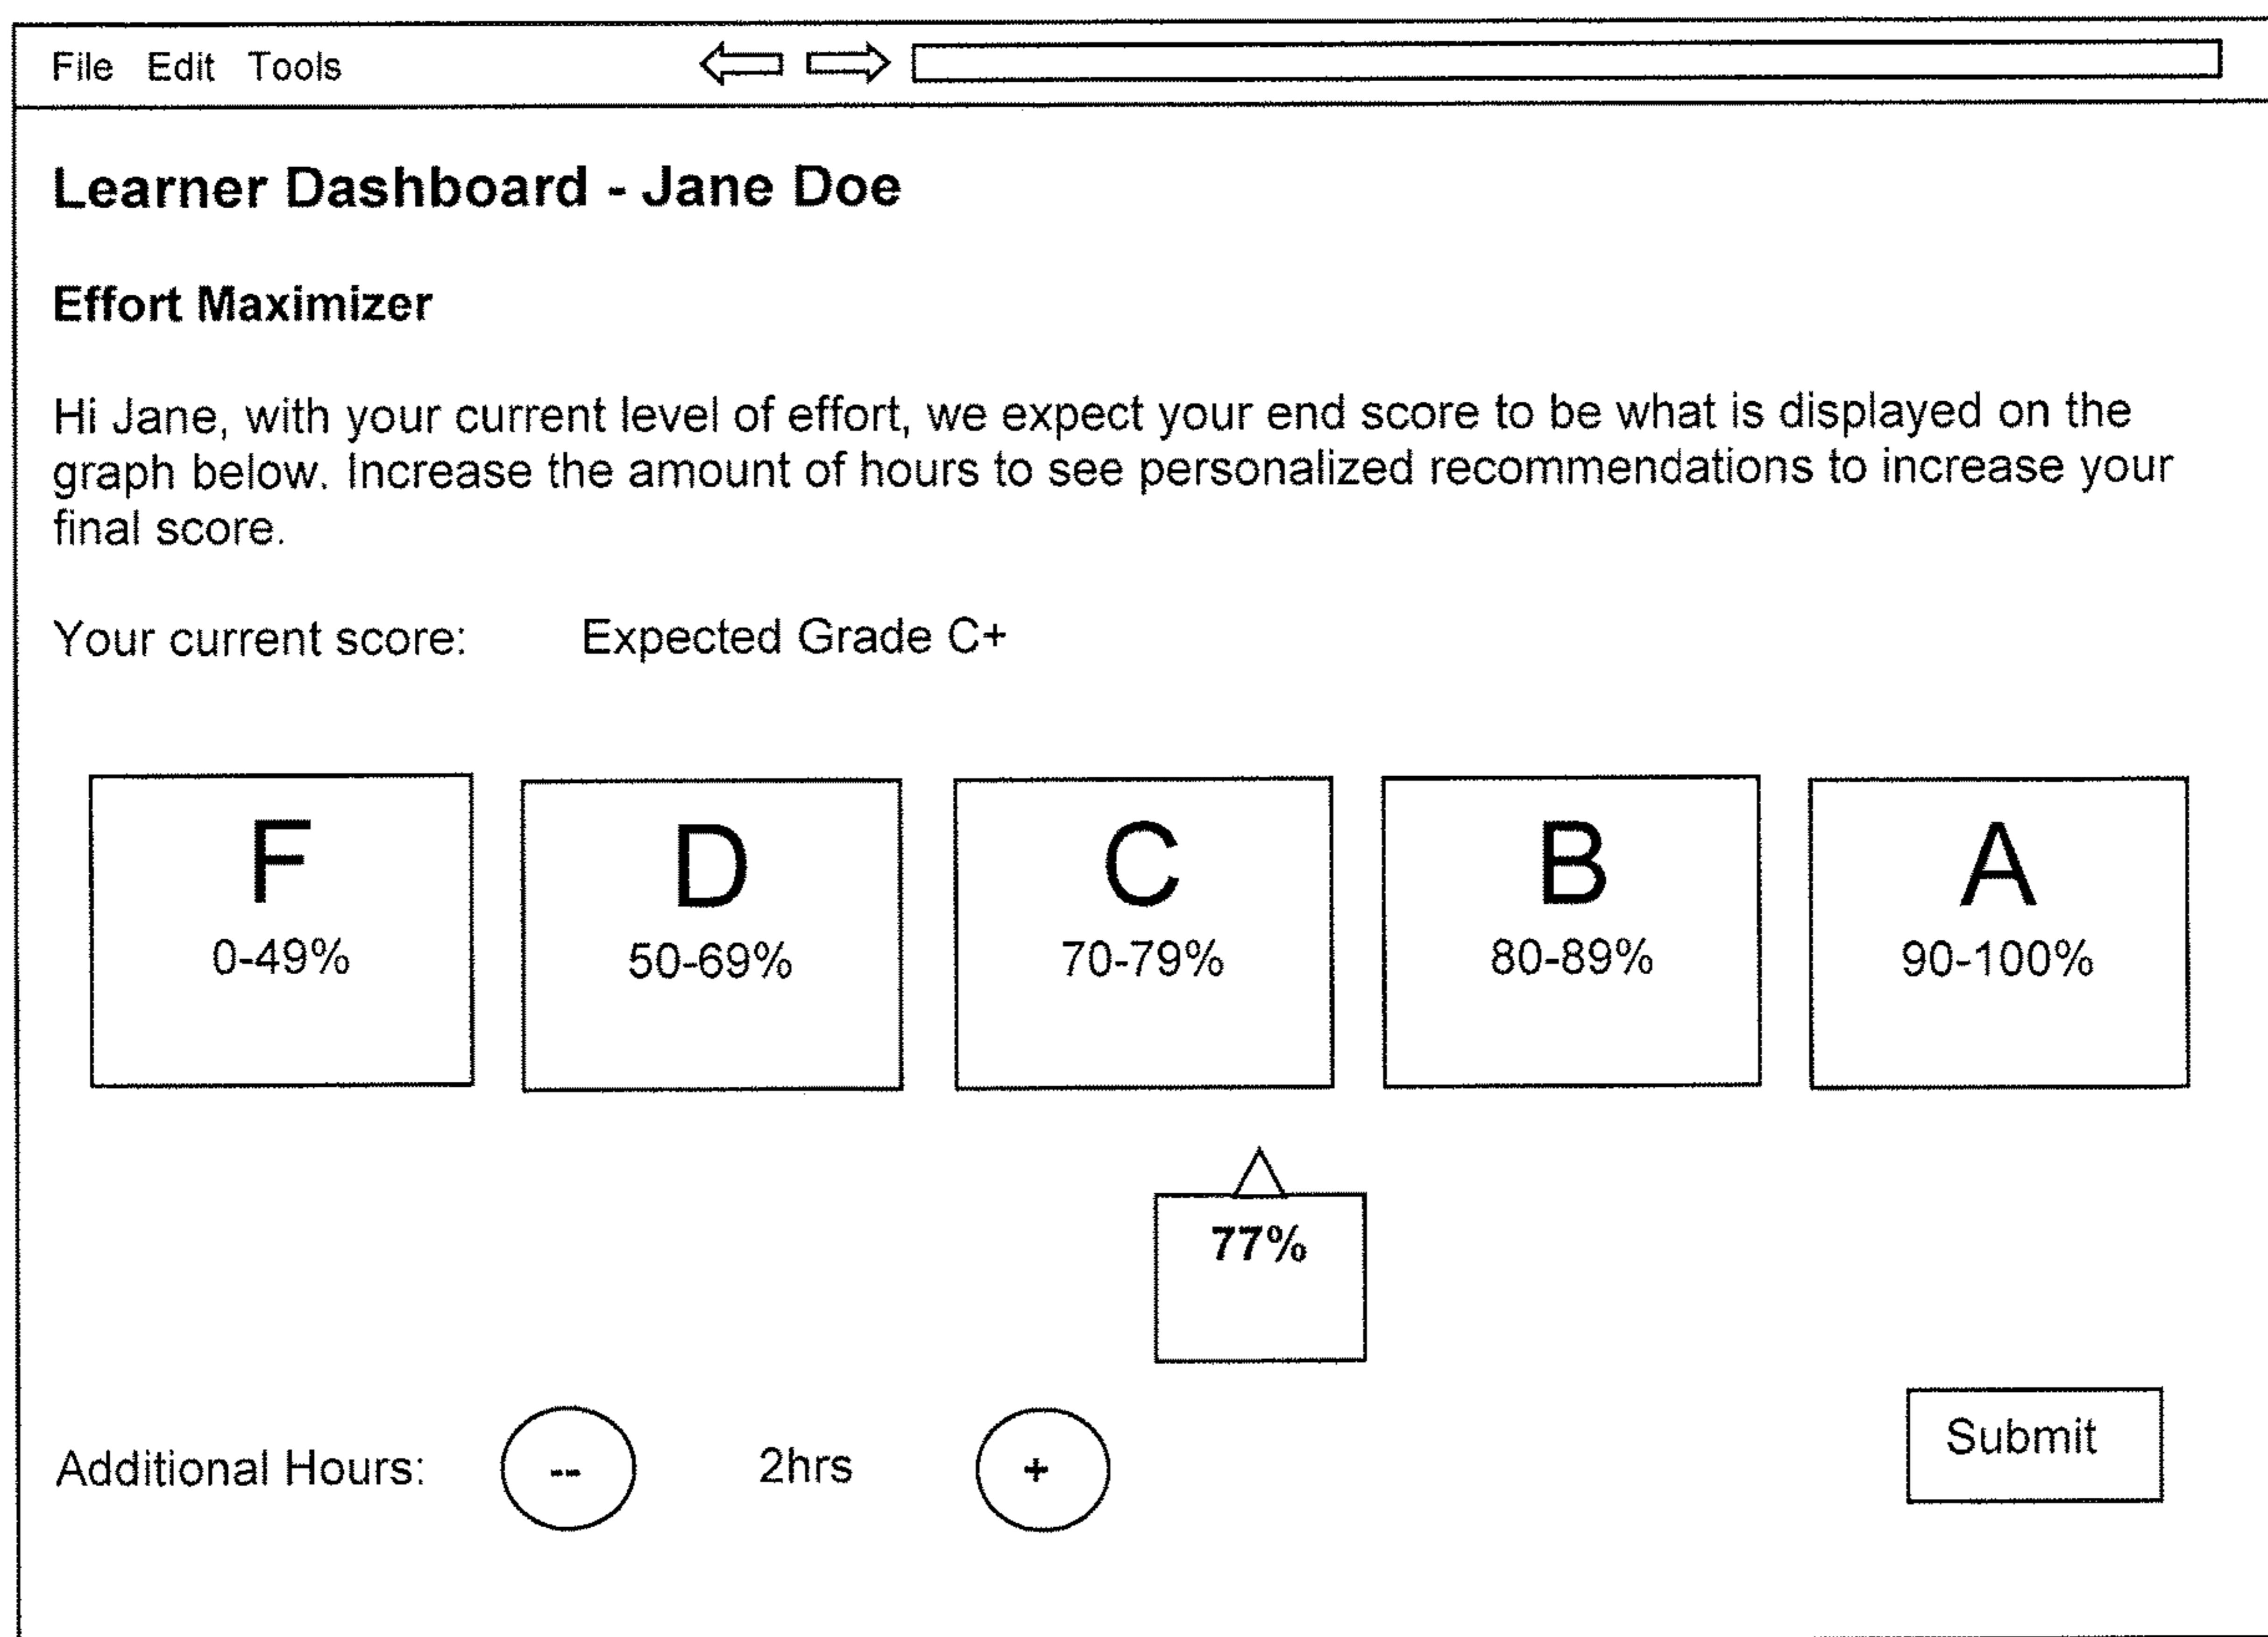 File Edit Tools
Learner Dashboard - Jane Doe
Effort Maximizer
Hi Jane, with your current level of effort, we expect your end score to be what is displayed on the
graph below. Increase the amount of hours to see personalized recommendations to increase your
final score.
Your current score: Expected Grade C+
F D C B A
0-49% 50-69% 70-79% 80-89% 90-100%
77%
Additional Hours: -- 2hrs + Submit